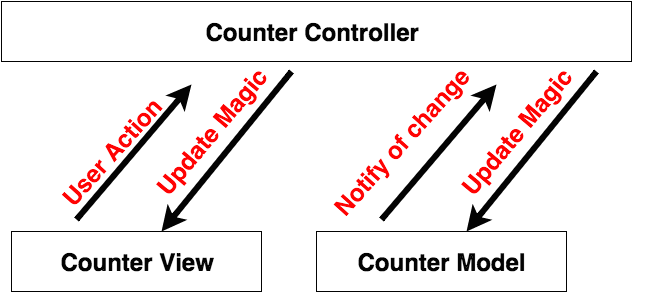 Counter Controller
User Action
Update Magic
Notify of change
Update Magic
Counter View
Counter Model